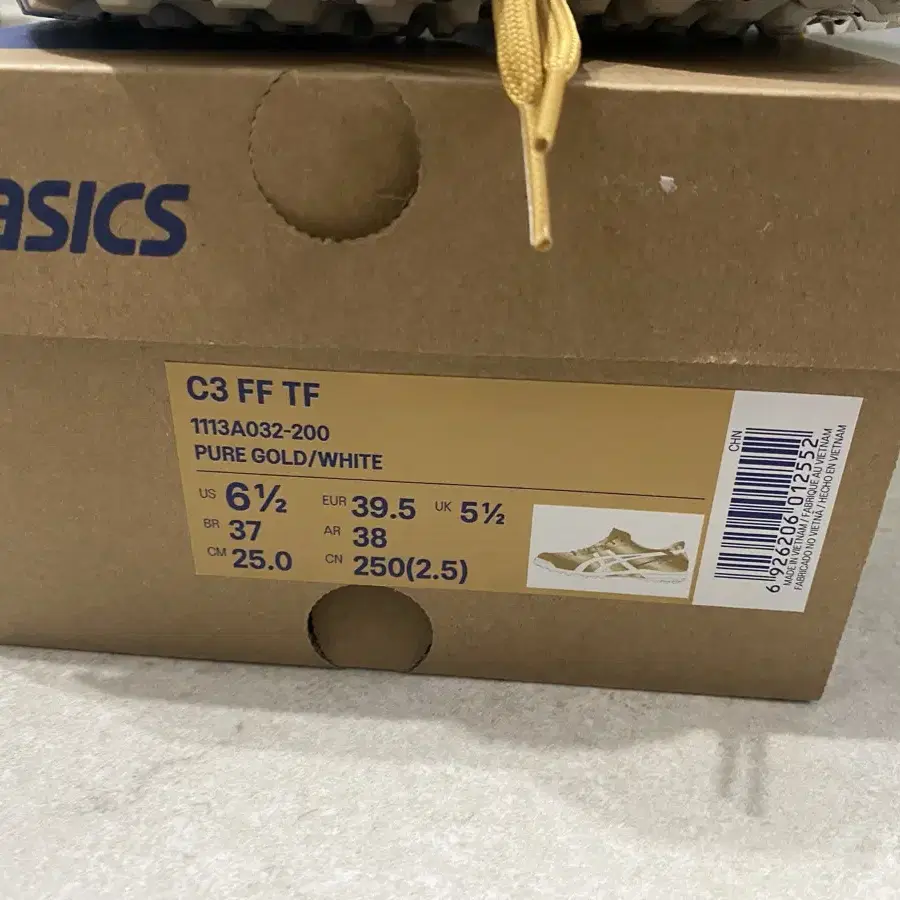 asics
C3 FF TF
1113A032-200
PURE GOLD/WHITE
US 6½ EUR 39.5 UK 5½
BR 37 AR 38
CM 25.0 CN 250(2.5)
CHN
6 926206 012552
MADE IN VIETNAM / FABRIQUÉ AU VIETNAM
FABRICADO NO VIETNÃ / HECHO EN VIETNAM